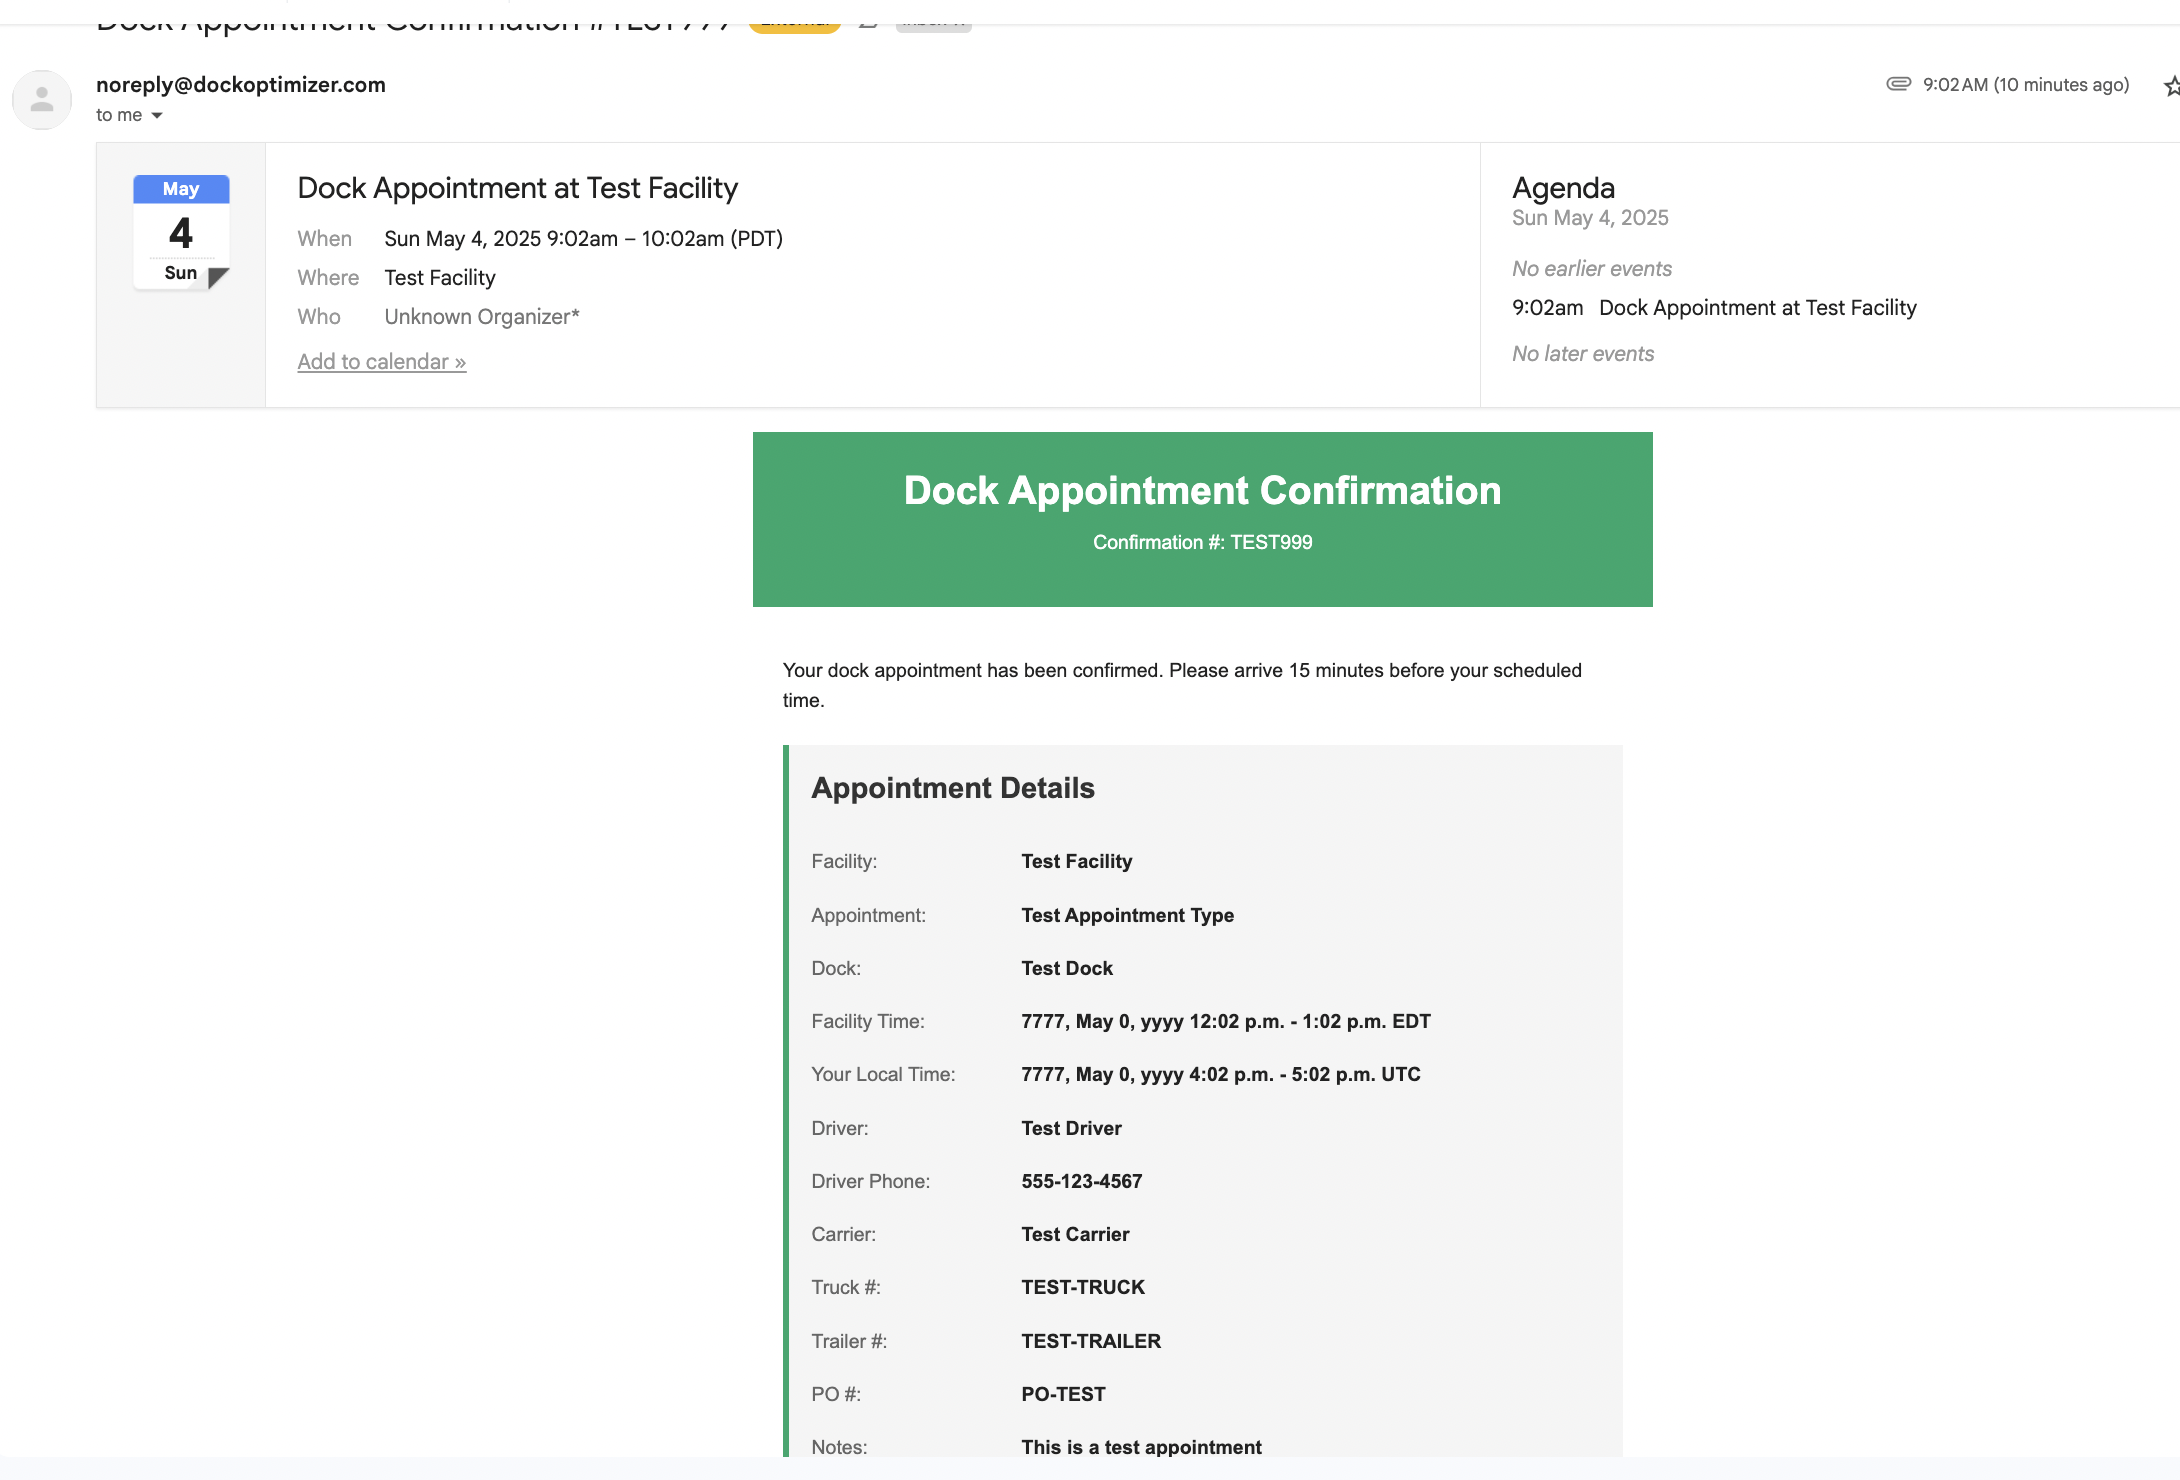 Dock Appointment Confirmation #TEST999
noreply@dockoptimizer.com
9:02 AM (10 minutes ago)
to me
May
4
Sun
Dock Appointment at Test Facility
When Sun May 4, 2025 9:02am – 10:02am (PDT)
Where Test Facility
Who Unknown Organizer*
Add to calendar »
Agenda
Sun May 4, 2025
No earlier events
9:02am Dock Appointment at Test Facility
No later events
Dock Appointment Confirmation
Confirmation #: TEST999
Your dock appointment has been confirmed. Please arrive 15 minutes before your scheduled
time.
Appointment Details
Facility: Test Facility
Appointment: Test Appointment Type
Dock: Test Dock
Facility Time: 7777, May 0, yyyy 12:02 p.m. - 1:02 p.m. EDT
Your Local Time: 7777, May 0, yyyy 4:02 p.m. - 5:02 p.m. UTC
Driver: Test Driver
Driver Phone: 555-123-4567
Carrier: Test Carrier
Truck #: TEST-TRUCK
Trailer #: TEST-TRAILER
PO #: PO-TEST
Notes: This is a test appointment